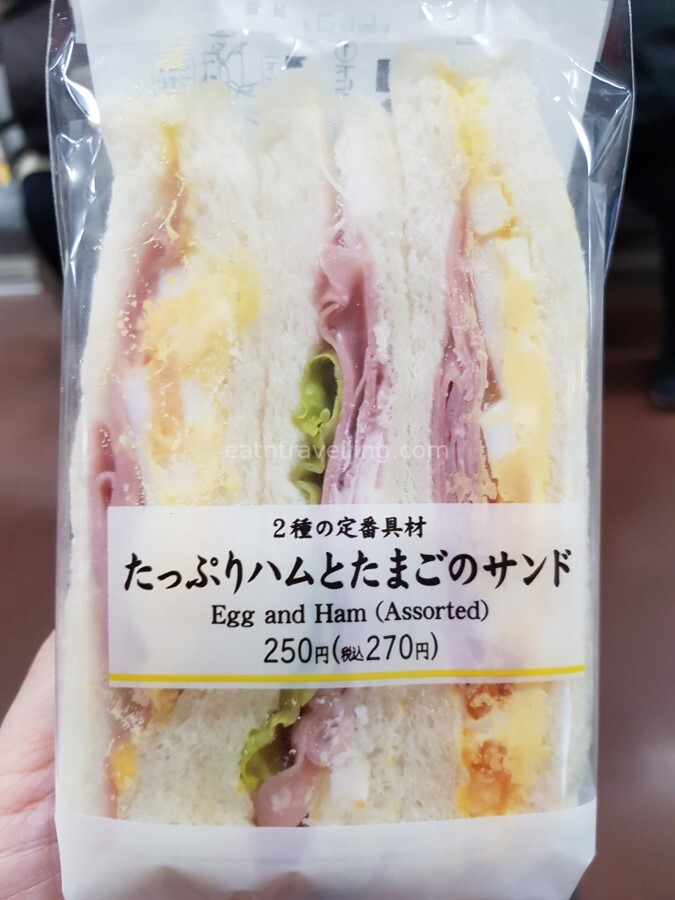 eatntravelling.com
2種の定番具材
たっぷりハムとたまごのサンド
Egg and Ham (Assorted)
250円(税込270円)